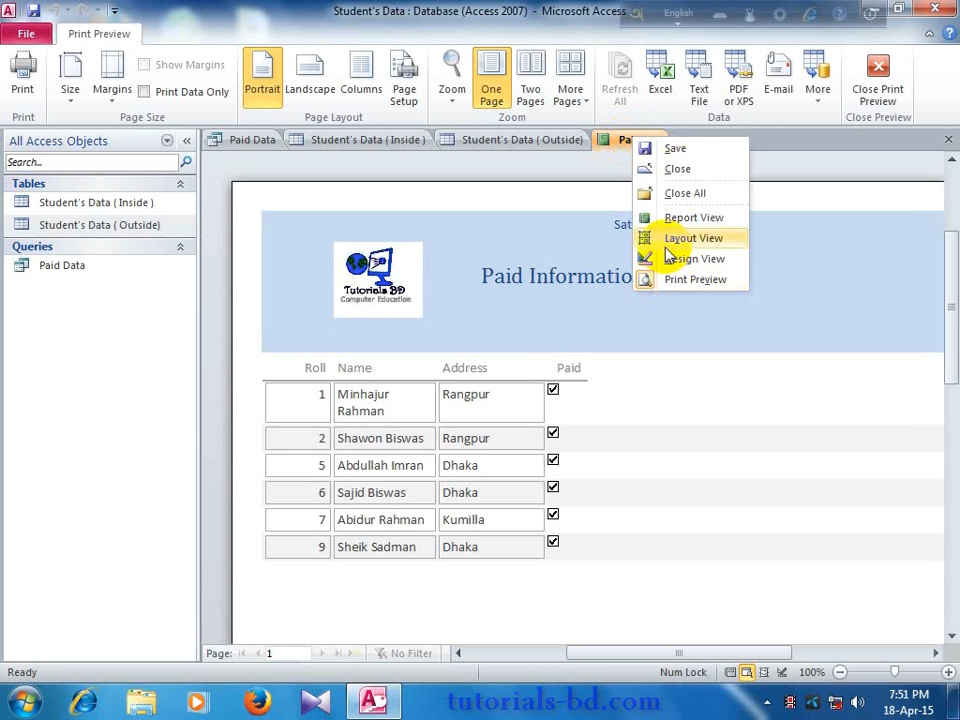 Student's Data : Database (Access 2007) - Microsoft Access
English
File
Print Preview
Print
Size
Margins
Show Margins
Print Data Only
Portrait
Landscape
Columns
Page
Setup
Zoom
One
Page
Two
Pages
More
Pages
Refresh
All
Excel
Text
File
PDF
or XPS
E-mail
More
Close Print
Preview
Print
Page Size
Page Layout
Zoom
Data
Close Preview
All Access Objects
Search...
Tables
Student's Data ( Inside )
Student's Data ( Outside)
Queries
Paid Data
Paid Data
Student's Data ( Inside )
Student's Data ( Outside)
Save
Close
Close All
Report View
Layout View
Design View
Print Preview
Tutorials BD
Computer Education
Roll Name Address Paid
1 Minhajur
Rahman Rangpur
2 Shawon Biswas Rangpur
5 Abdullah Imran Dhaka
6 Sajid Biswas Dhaka
7 Abidur Rahman Kumilla
9 Sheik Sadman Dhaka
Page: 1
No Filter
Ready
Num Lock
100%
tutorials-bd.com
7:51 PM
18-Apr-15